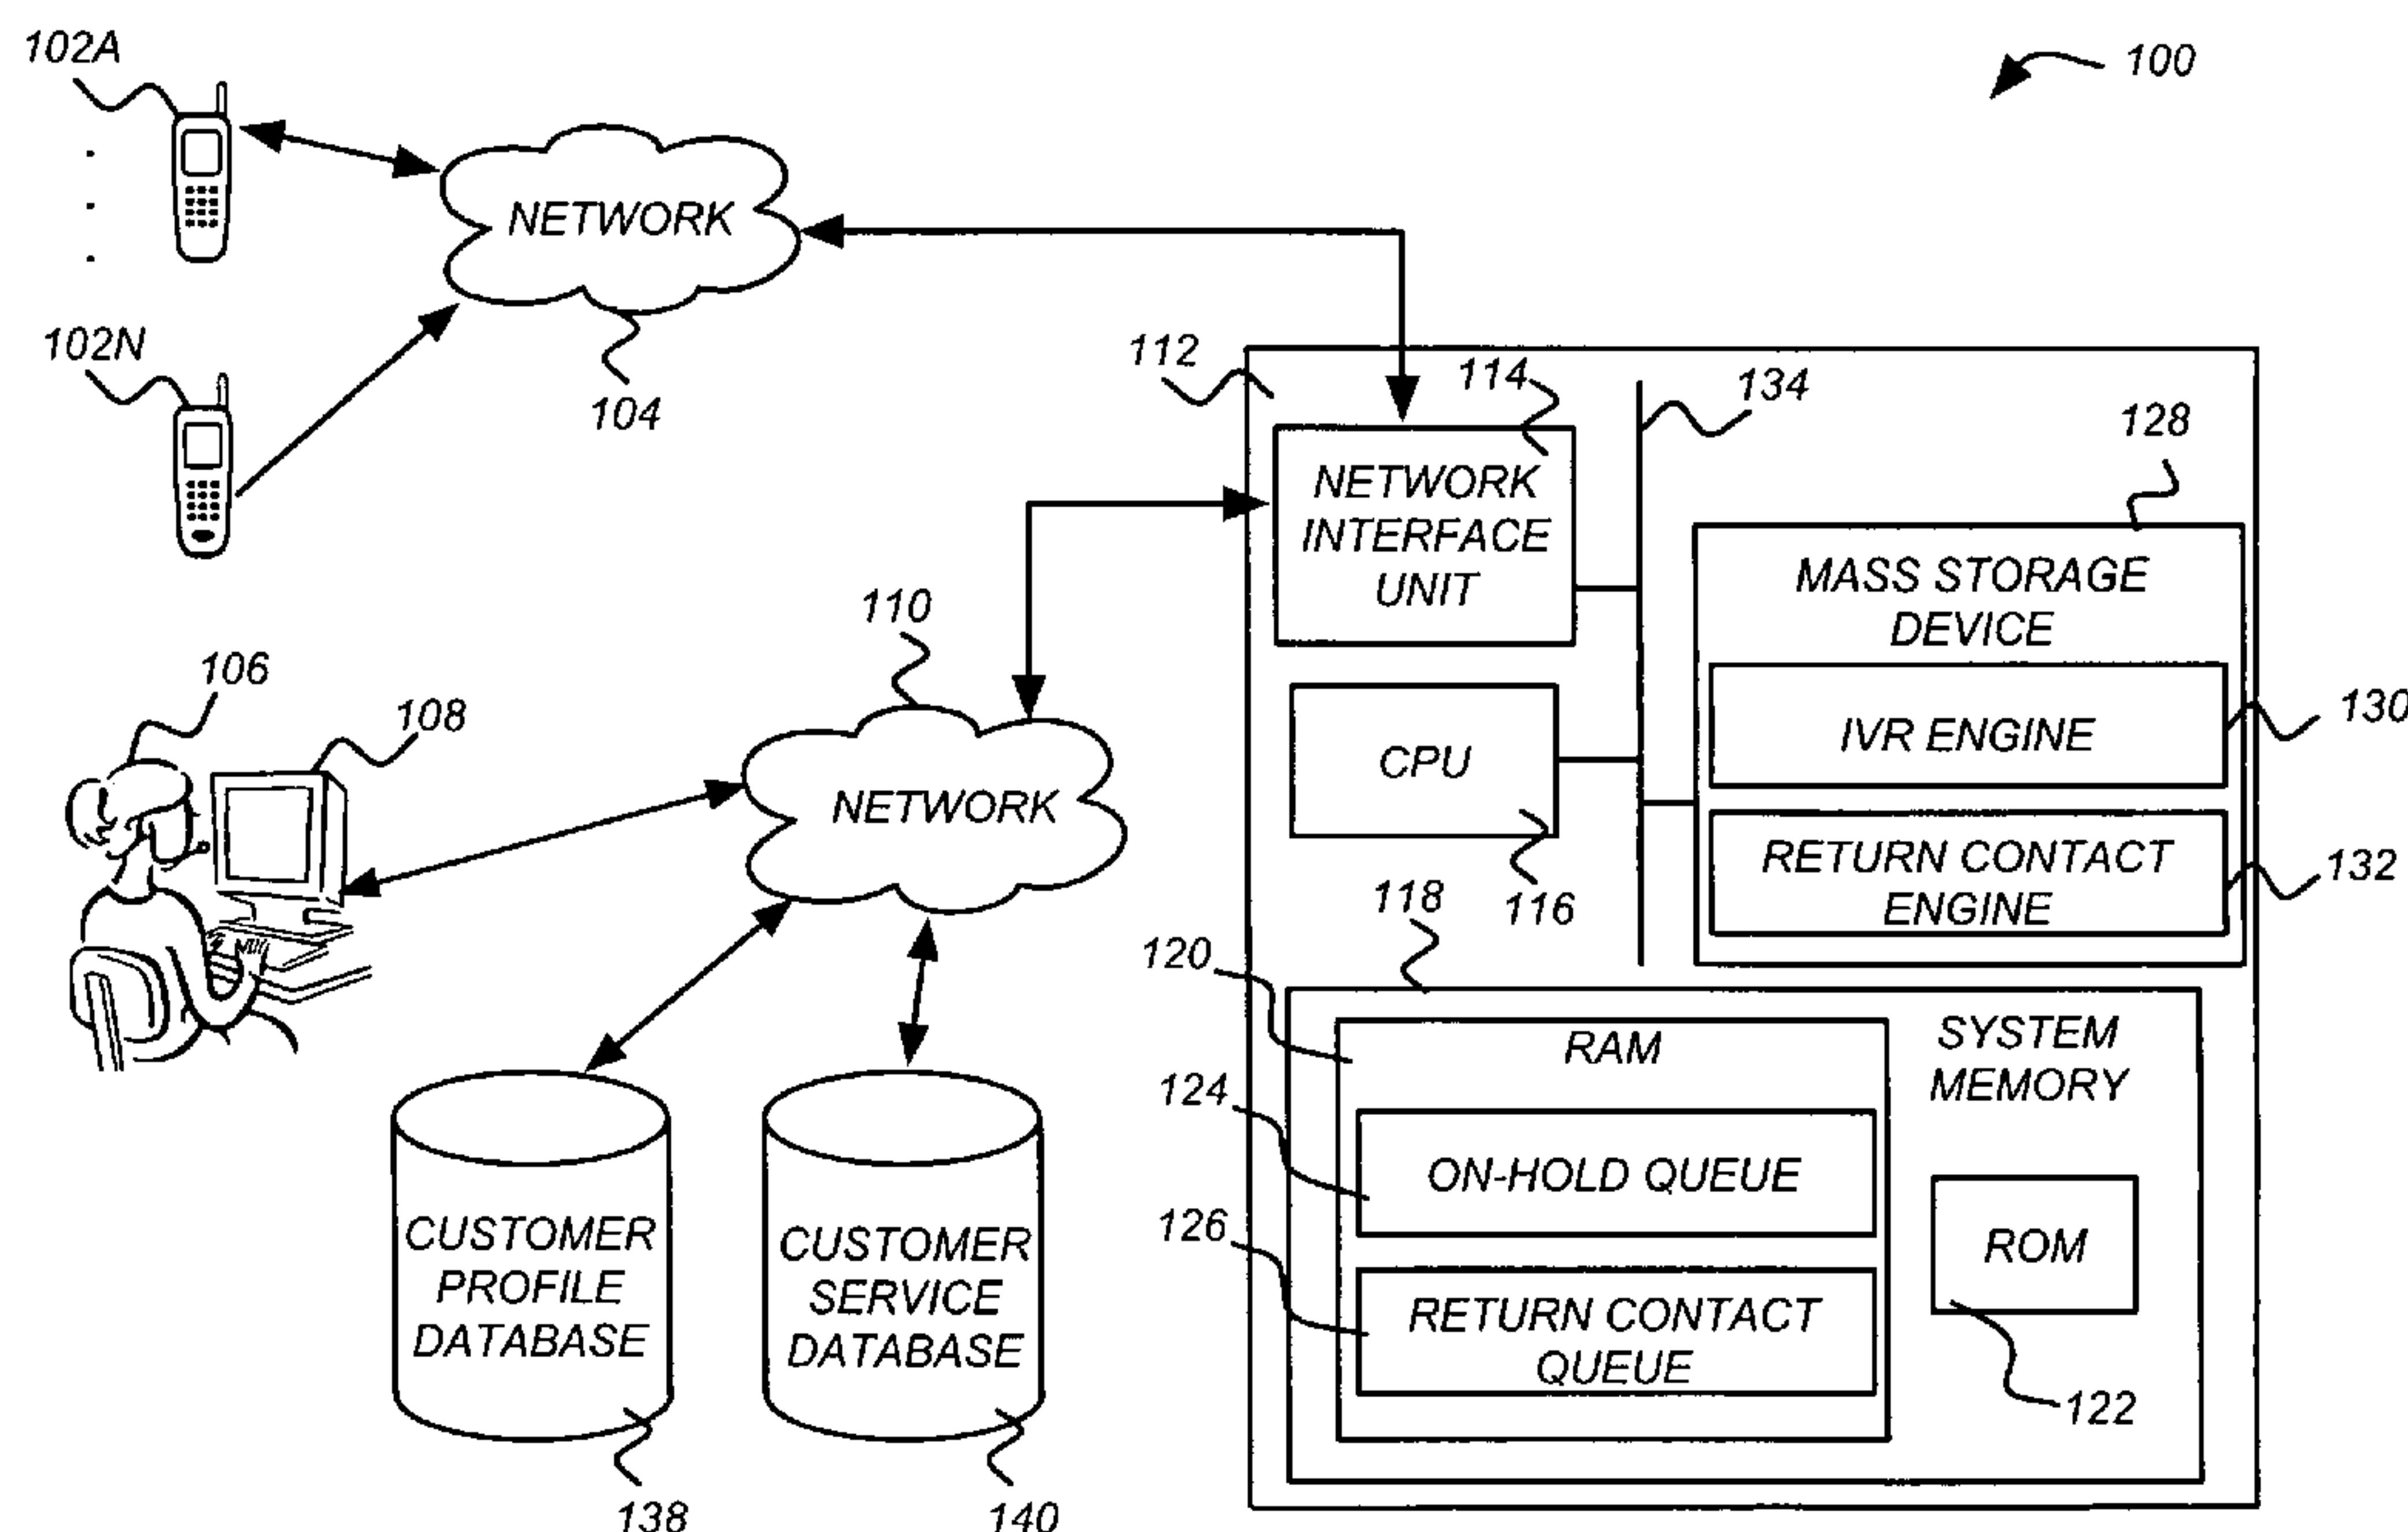 102A
100
NETWORK
102N
104
112
114
134
128
NETWORK
INTERFACE
UNIT
MASS STORAGE
DEVICE
110
106
108
130
IVR ENGINE
CPU
NETWORK
RETURN CONTACT
ENGINE
132
116
118
120
RAM
SYSTEM
MEMORY
124
ON-HOLD QUEUE
126
ROM
RETURN CONTACT
QUEUE
122
CUSTOMER
PROFILE
DATABASE
CUSTOMER
SERVICE
DATABASE
138
140